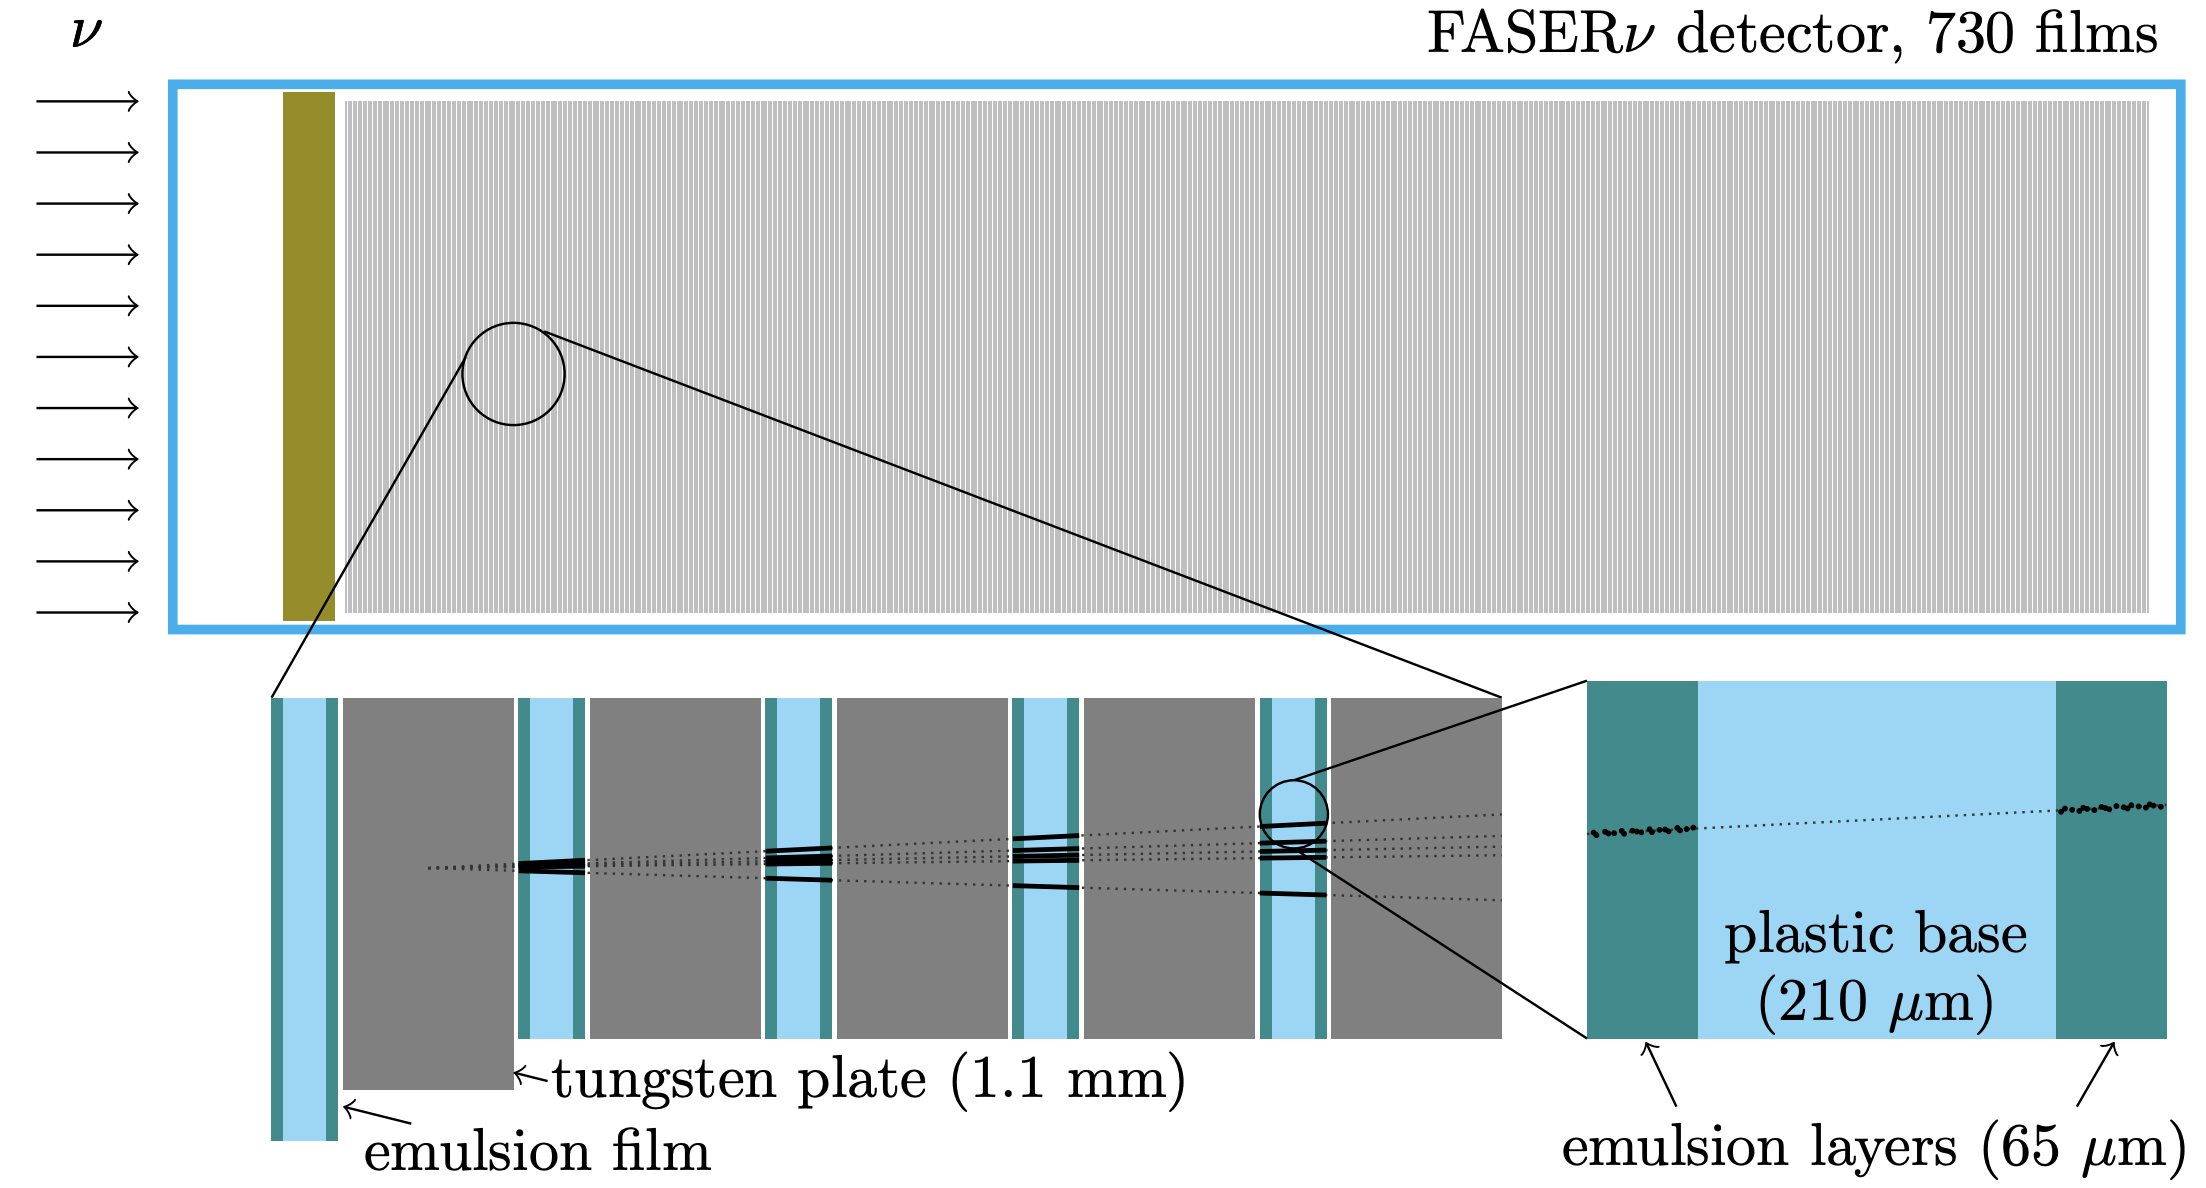 ν
FASERν detector, 730 films
plastic base
(210 μm)
tungsten plate (1.1 mm)
emulsion film
emulsion layers (65 μm)